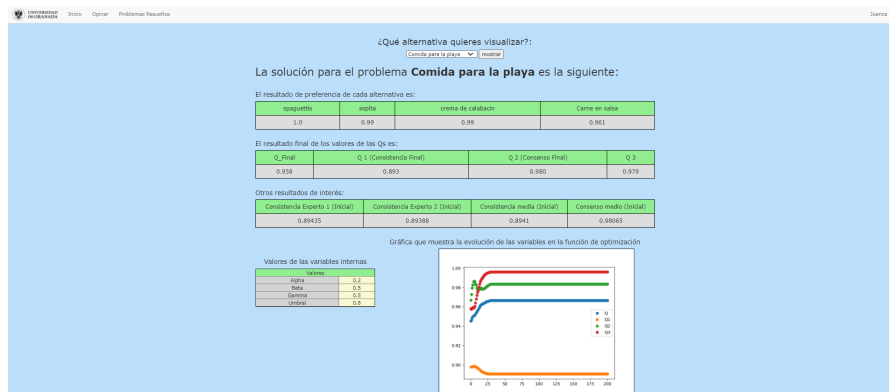 UNIVERSIDAD
DE GRANADA
Inicio Opinar Problemas Resueltos Juanca
¿Qué alternativa quieres visualizar?:
Comida para la playa mostrar
La solución para el problema Comida para la playa es la siguiente:
El resultado de preferencia de cada alternativa es:
spaguettis sopita crema de calabacin Carne en salsa
1.0 0.99 0.99 0.961
El resultado final de los valores de las Qs es:
Q_Final Q 1 (Consistencia Final) Q 2 (Consenso Final) Q 3
0.958 0.893 0.980 0.979
Otros resultados de interés:
Consistencia Experto 1 (Inicial) Consistencia Experto 2 (Inicial) Consistencia media (Inicial) Consenso medio (Inicial)
0.89435 0.89388 0.8941 0.98065
Gráfica que muestra la evolución de las variables en la función de optimización
Valores de las variables internas
Valores
Alpha 0.2
Beta 0.5
Gamma 0.5
Umbral 0.8
1.00
0.98
0.96
0.94
0.92
0.90
Q
Q1
Q2
Q3
0 25 50 75 100 125 150 175 200